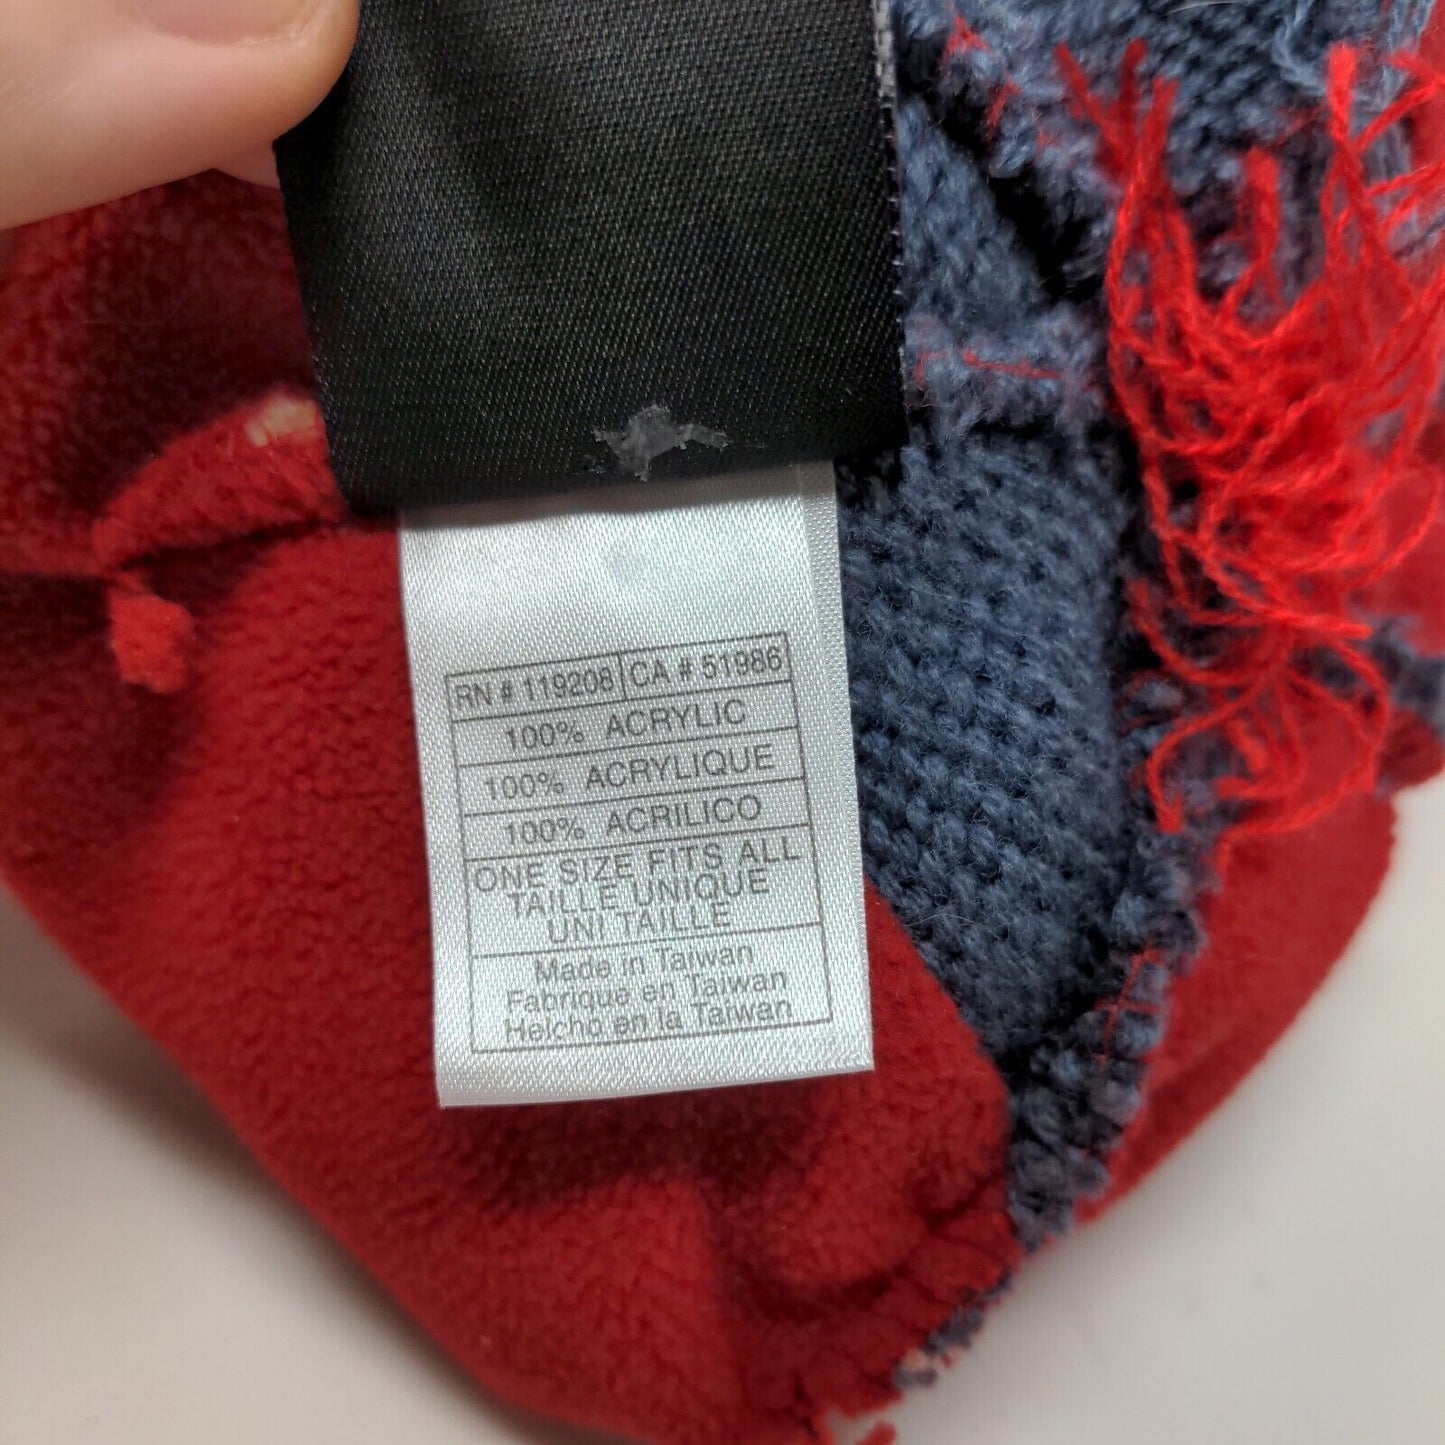 RN # 119208 CA # 51986
100% ACRYLIC
100% ACRYLIQUE
100% ACRILICO
ONE SIZE FITS ALL
TAILLE UNIQUE
UNI TAILLE
Made in Taiwan
Fabrique en Taiwan
Helcho en la Taiwan